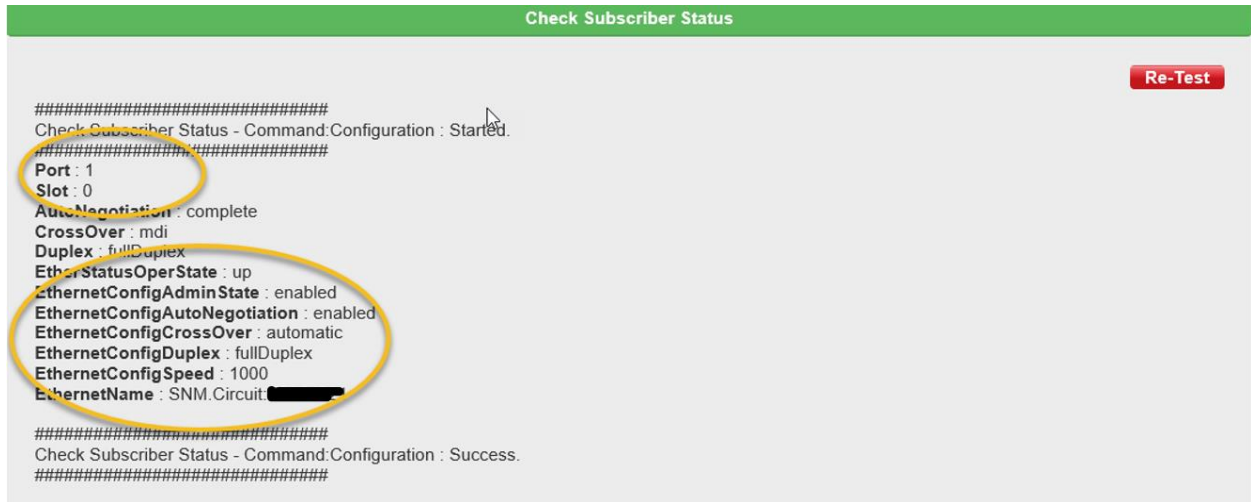 Check Subscriber Status
Re-Test
##############################
Check Subscriber Status - Command:Configuration : Started.
##############################
Port : 1
Slot : 0
AutoNegotiation : complete
CrossOver : mdi
Duplex : fullDuplex
EtherStatusOperState : up
EthernetConfigAdminState : enabled
EthernetConfigAutoNegotiation : enabled
EthernetConfigCrossOver : automatic
EthernetConfigDuplex : fullDuplex
EthernetConfigSpeed : 1000
EthernetName : SNM.Circuit:
##############################
Check Subscriber Status - Command:Configuration : Success.
##############################